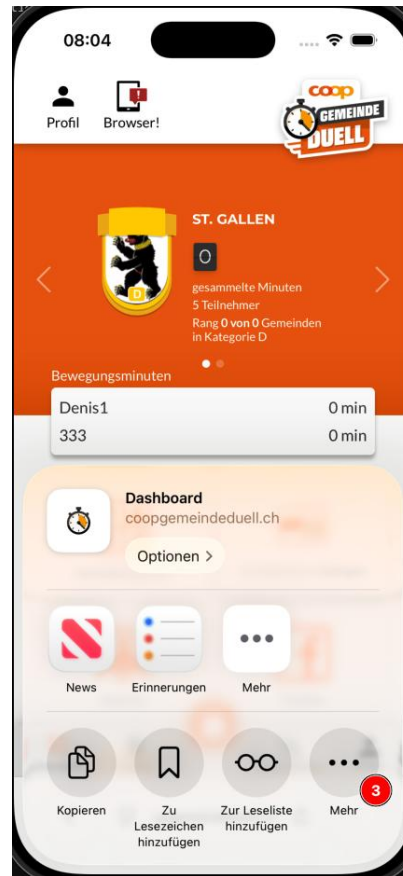 08:04
Profil
Browser!
coop
GEMEINDE
DUELL
ST. GALLEN
0
gesammelte Minuten
5 Teilnehmer
Rang 0 von 0 Gemeinden
in Kategorie D
D
Bewegungsminuten
Denis1 0 min
333 0 min
Dashboard
coopgemeindeduell.ch
Optionen >
News
Erinnerungen
Mehr
Kopieren
Zu
Lesezeichen
hinzufügen
Zur Leseliste
hinzufügen
Mehr
3